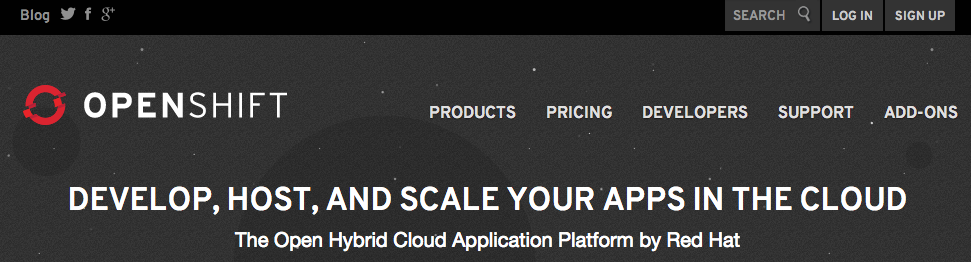 Blog g+ SEARCH LOG IN SIGN UP
OPENSHIFT
PRODUCTS PRICING DEVELOPERS SUPPORT ADD-ONS
DEVELOP, HOST, AND SCALE YOUR APPS IN THE CLOUD
The Open Hybrid Cloud Application Platform by Red Hat